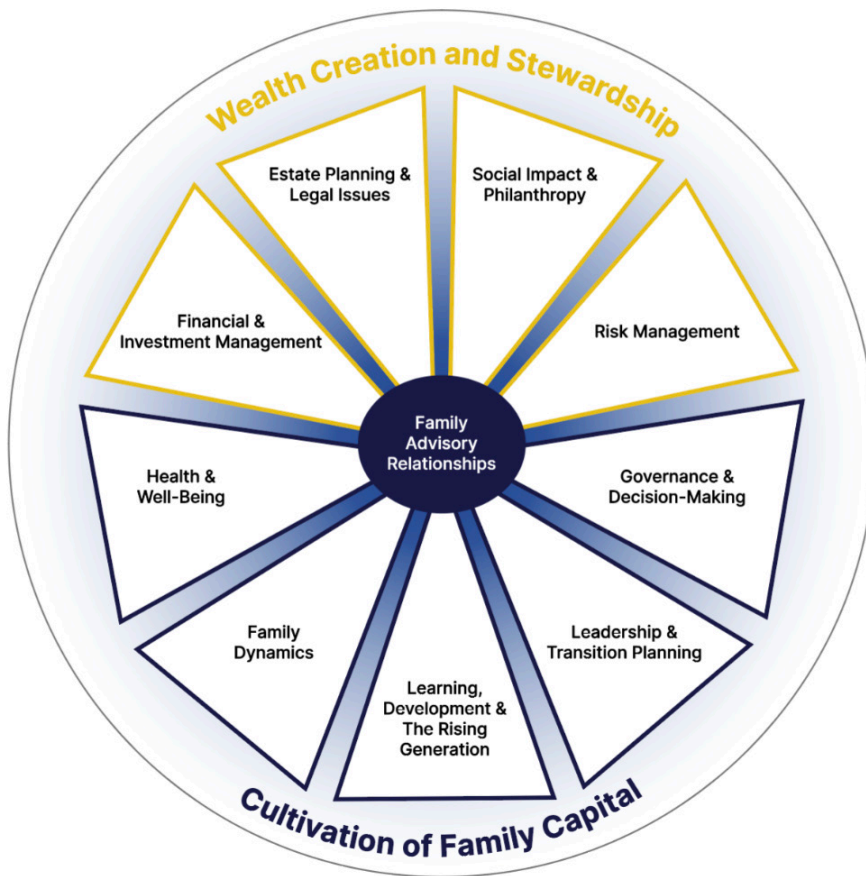 Wealth Creation and Stewardship
Estate Planning &
Legal Issues
Social Impact &
Philanthropy
Financial &
Investment Management
Risk Management
Family
Advisory
Relationships
Health &
Well-Being
Governance &
Decision-Making
Family
Dynamics
Leadership &
Transition Planning
Learning,
Development &
The Rising
Generation
Cultivation of Family Capital